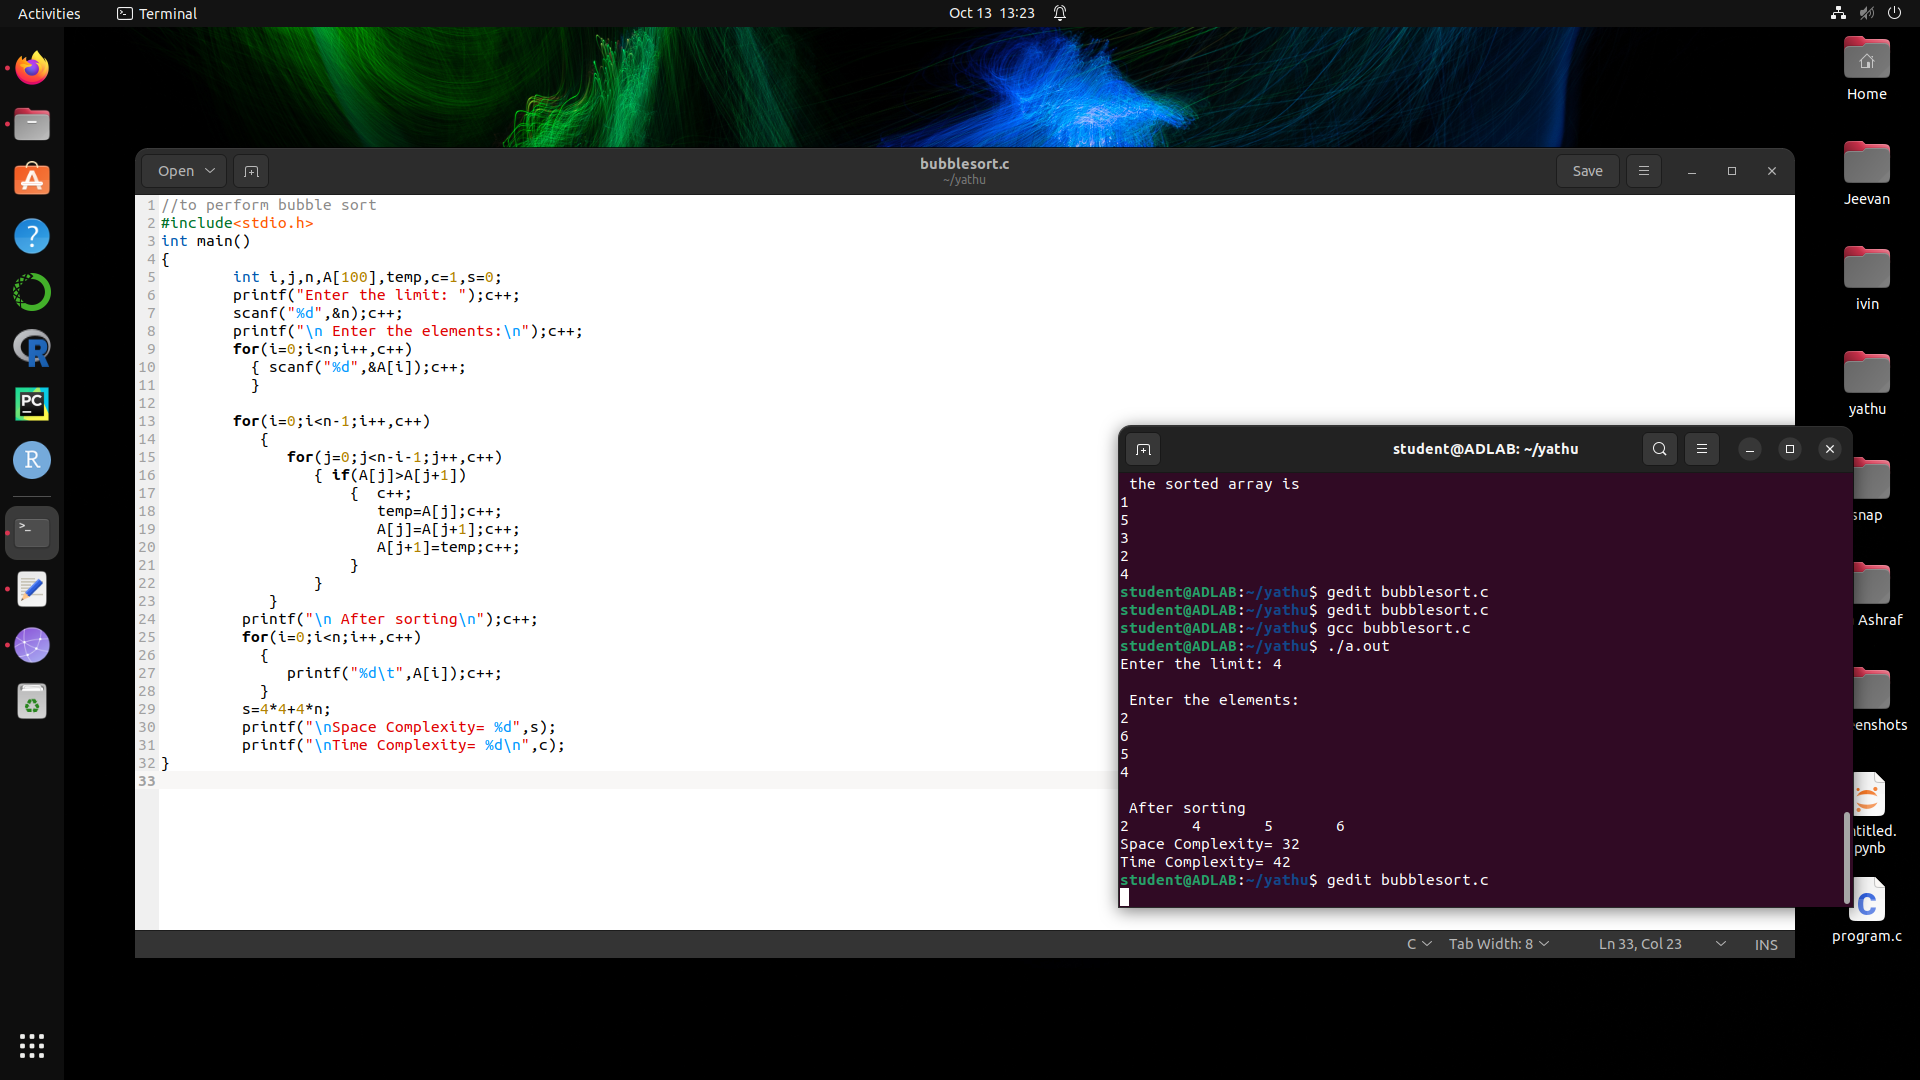 Activities
Terminal
Oct 13 13:23
Open
bubblesort.c
~/yathu
Save
1 //to perform bubble sort
2 #include<stdio.h>
3 int main()
4 {
5 int i,j,n,A[100],temp,c=1,s=0;
6 printf("Enter the limit: ");c++;
7 scanf("%d",&n);c++;
8 printf("\n Enter the elements:\n");c++;
9 for(i=0;i<n;i++,c++)
10 { scanf("%d",&A[i]);c++;
11 }
12
13 for(i=0;i<n-1;i++,c++)
14 {
15 for(j=0;j<n-i-1;j++,c++)
16 { if(A[j]>A[j+1])
17 { c++;
18 temp=A[j];c++;
19 A[j]=A[j+1];c++;
20 A[j+1]=temp;c++;
21 }
22 }
23 }
24 printf("\n After sorting\n");c++;
25 for(i=0;i<n;i++,c++)
26 {
27 printf("%d\t",A[i]);c++;
28 }
29 s=4*4+4*n;
30 printf("\nSpace Complexity= %d",s);
31 printf("\nTime Complexity= %d\n",c);
32 }
33
C
Tab Width: 8
Ln 33, Col 23
INS
student@ADLAB: ~/yathu
the sorted array is
1
5
3
2
4
student@ADLAB:~/yathu$ gedit bubblesort.c
student@ADLAB:~/yathu$ gedit bubblesort.c
student@ADLAB:~/yathu$ gcc bubblesort.c
student@ADLAB:~/yathu$ ./a.out
Enter the limit: 4
Enter the elements:
2
6
5
4
After sorting
2 4 5 6
Space Complexity= 32
Time Complexity= 42
student@ADLAB:~/yathu$ gedit bubblesort.c
Home
Jeevan
ivin
yathu
snap
Ashraf
enshots
titled.
pynb
C
program.c
?
R
PC
R
>_